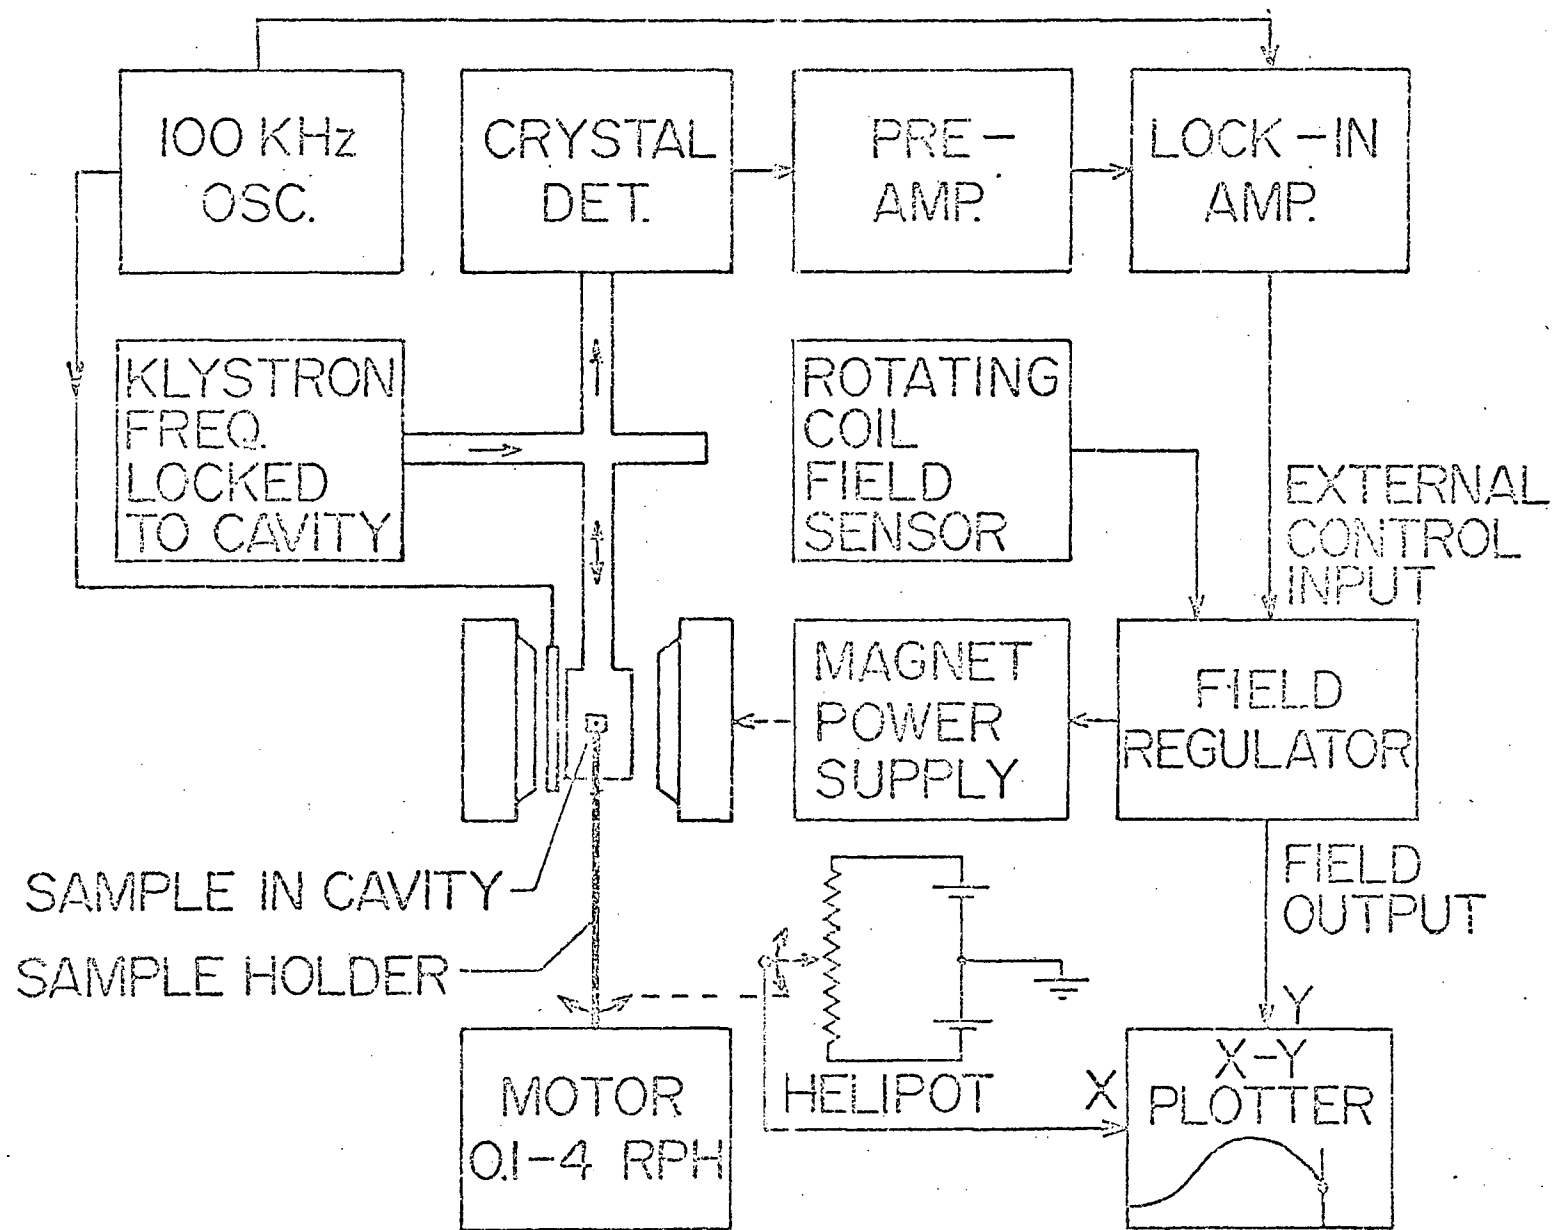 100 KHz
OSC.
CRYSTAL
DET.
PRE-
AMP.
LOCK-IN
AMP.
KLYSTRON
FREQ.
LOCKED
TO CAVITY
ROTATING
COIL
FIELD
SENSOR
EXTERNAL
CONTROL
INPUT
MAGNET
POWER
SUPPLY
FIELD
REGULATOR
SAMPLE IN CAVITY
SAMPLE HOLDER
FIELD
OUTPUT
MOTOR
0.1-4 RPH
HELIPOT
X
Y
X-Y
PLOTTER